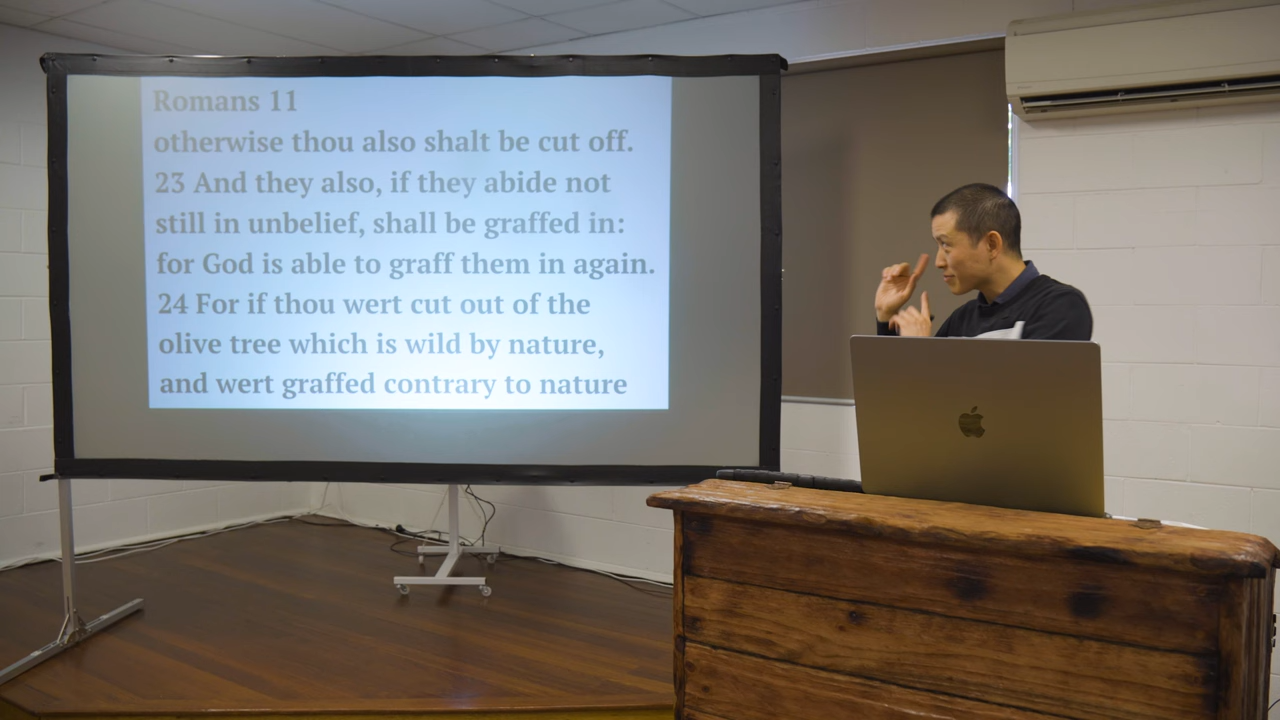 Romans 11
otherwise thou also shalt be cut off.
23 And they also, if they abide not
still in unbelief, shall be graffed in:
for God is able to graff them in again.
24 For if thou wert cut out of the
olive tree which is wild by nature,
and wert graffed contrary to nature